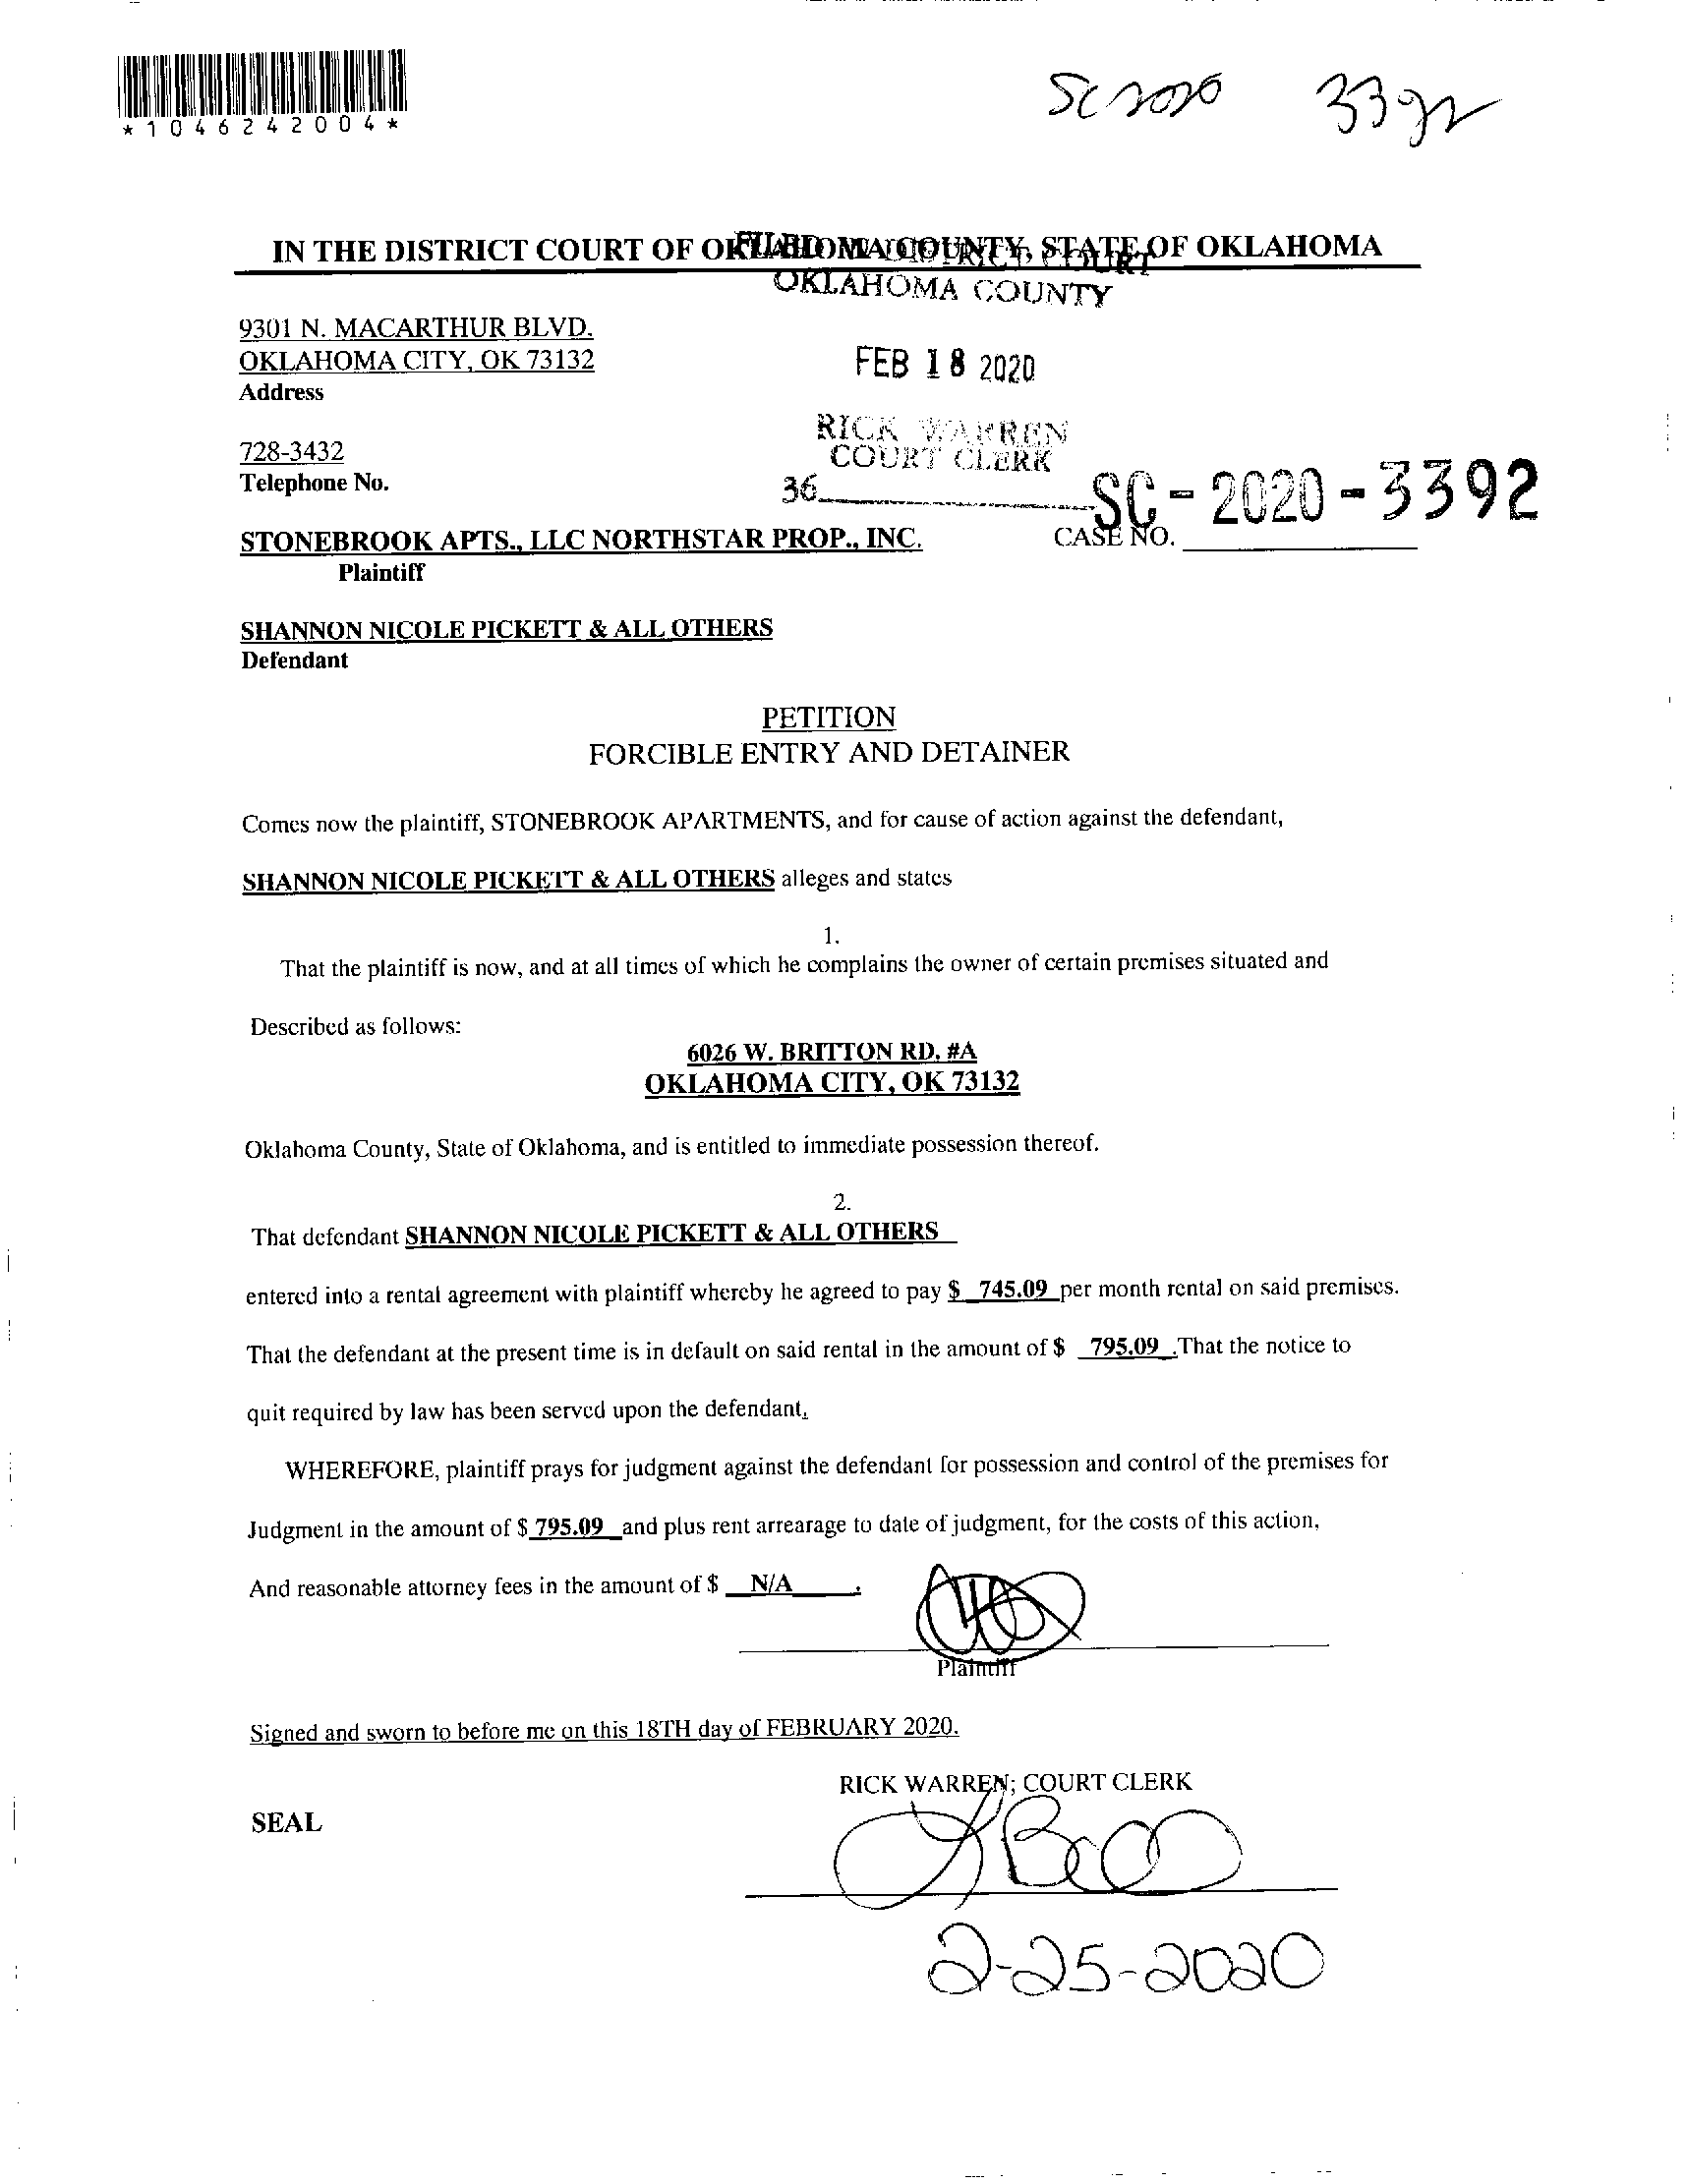 *1046242004*
SC 2020 3392
IN THE DISTRICT COURT OF OKLAHOMA COUNTY, STATE OF OKLAHOMA
FILED IN DISTRICT COURT
OKLAHOMA COUNTY
9301 N. MACARTHUR BLVD.
OKLAHOMA CITY, OK 73132
Address
FEB 18 2020
RICK WARREN
COURT CLERK
728-3432
Telephone No.
36
SC-2020-3392
STONEBROOK APTS., LLC NORTHSTAR PROP., INC.
CASE NO.
Plaintiff
SHANNON NICOLE PICKETT & ALL OTHERS
Defendant
PETITION
FORCIBLE ENTRY AND DETAINER
Comes now the plaintiff, STONEBROOK APARTMENTS, and for cause of action against the defendant,
SHANNON NICOLE PICKETT & ALL OTHERS alleges and states
1.
That the plaintiff is now, and at all times of which he complains the owner of certain premises situated and
Described as follows:
6026 W. BRITTON RD. #A
OKLAHOMA CITY, OK 73132
Oklahoma County, State of Oklahoma, and is entitled to immediate possession thereof.
2.
That defendant SHANNON NICOLE PICKETT & ALL OTHERS
entered into a rental agreement with plaintiff whereby he agreed to pay $ 745.09 per month rental on said premises.
That the defendant at the present time is in default on said rental in the amount of $ 795.09 .That the notice to
quit required by law has been served upon the defendant.
WHEREFORE, plaintiff prays for judgment against the defendant for possession and control of the premises for
Judgment in the amount of $ 795.09 and plus rent arrearage to date of judgment, for the costs of this action,
And reasonable attorney fees in the amount of $ N/A .
Plaintiff
Signed and sworn to before me on this 18TH day of FEBRUARY 2020.
RICK WARREN; COURT CLERK
SEAL
2-25-2020